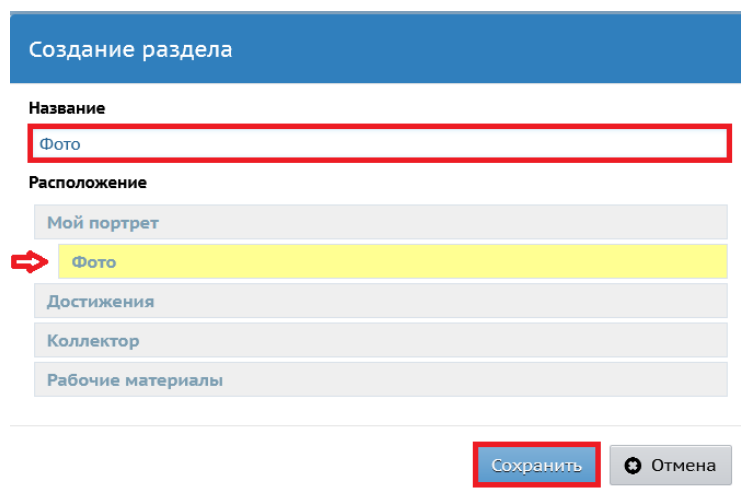 Создание раздела
Название
Фото
Расположение
Мой портрет
Фото
Достижения
Коллектор
Рабочие материалы
Сохранить
Отмена